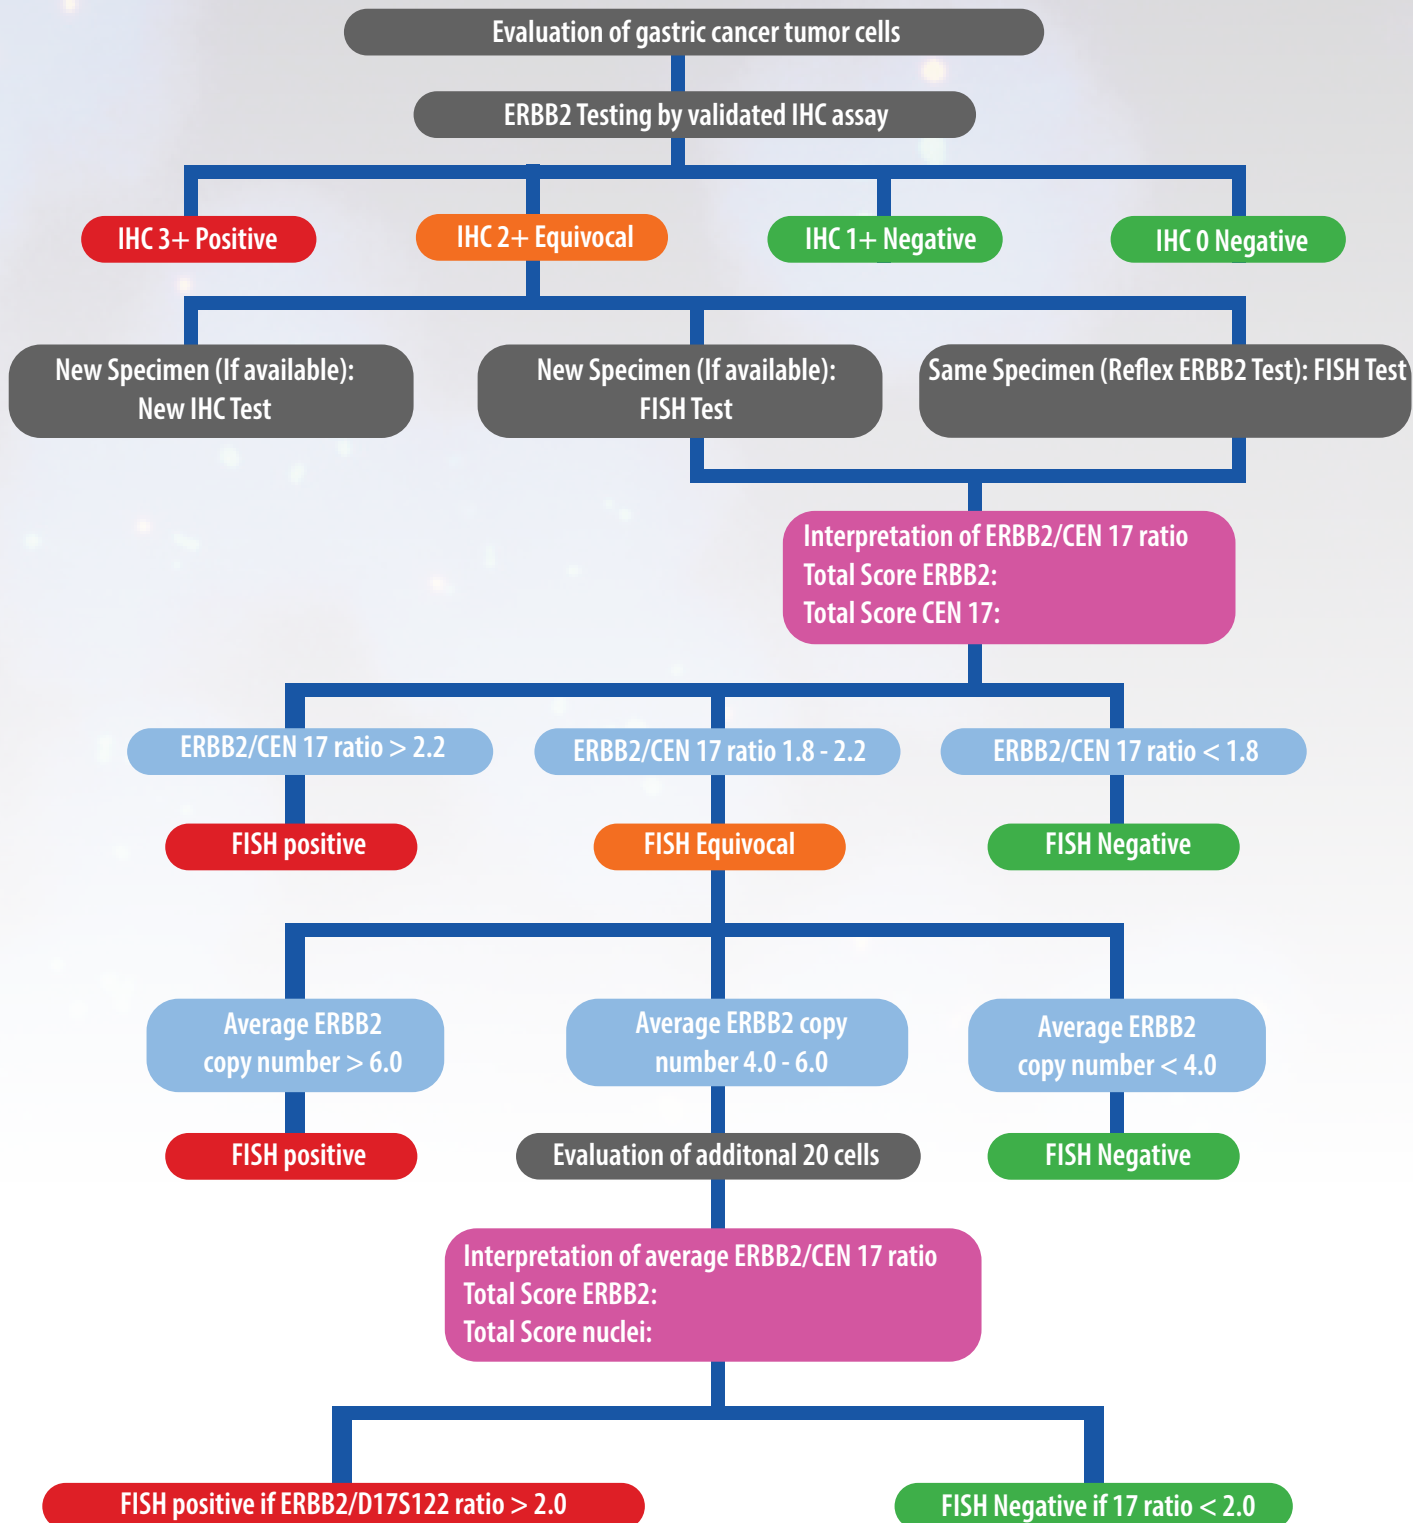 Evaluation of gastric cancer tumor cells
ERBB2 Testing by validated IHC assay
IHC 3+ Positive
IHC 2+ Equivocal
IHC 1+ Negative
IHC 0 Negative
New Specimen (If available):
New IHC Test
New Specimen (If available):
FISH Test
Same Specimen (Reflex ERBB2 Test): FISH Test
Interpretation of ERBB2/CEN 17 ratio
Total Score ERBB2:
Total Score CEN 17:
ERBB2/CEN 17 ratio > 2.2
ERBB2/CEN 17 ratio 1.8 - 2.2
ERBB2/CEN 17 ratio < 1.8
FISH positive
FISH Equivocal
FISH Negative
Average ERBB2
copy number > 6.0
Average ERBB2 copy
number 4.0 - 6.0
Average ERBB2
copy number < 4.0
FISH positive
Evaluation of additonal 20 cells
FISH Negative
Interpretation of average ERBB2/CEN 17 ratio
Total Score ERBB2:
Total Score nuclei:
FISH positive if ERBB2/D17S122 ratio > 2.0
FISH Negative if 17 ratio < 2.0